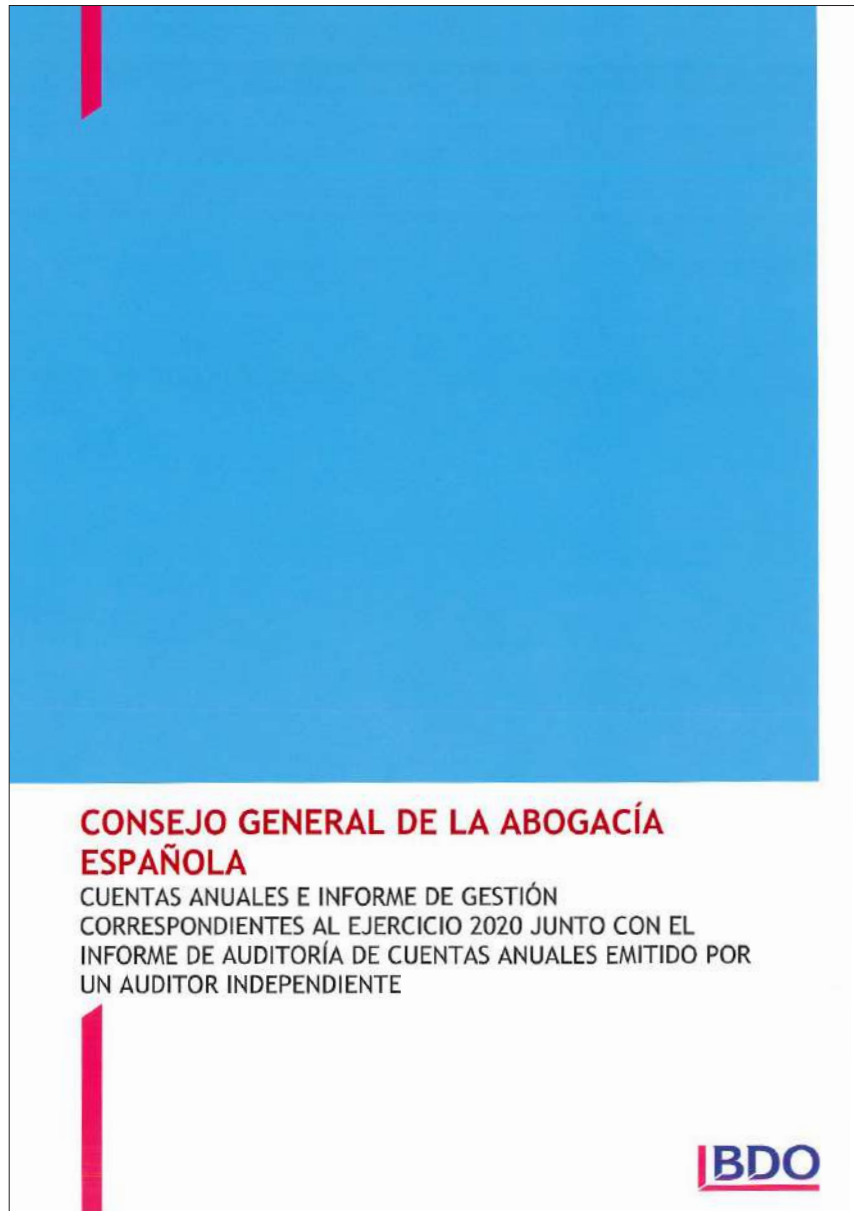 CONSEJO GENERAL DE LA ABOGACÍA
ESPAÑOLA
CUENTAS ANUALES E INFORME DE GESTIÓN
CORRESPONDIENTES AL EJERCICIO 2020 JUNTO CON EL
INFORME DE AUDITORÍA DE CUENTAS ANUALES EMITIDO POR
UN AUDITOR INDEPENDIENTE
BDO